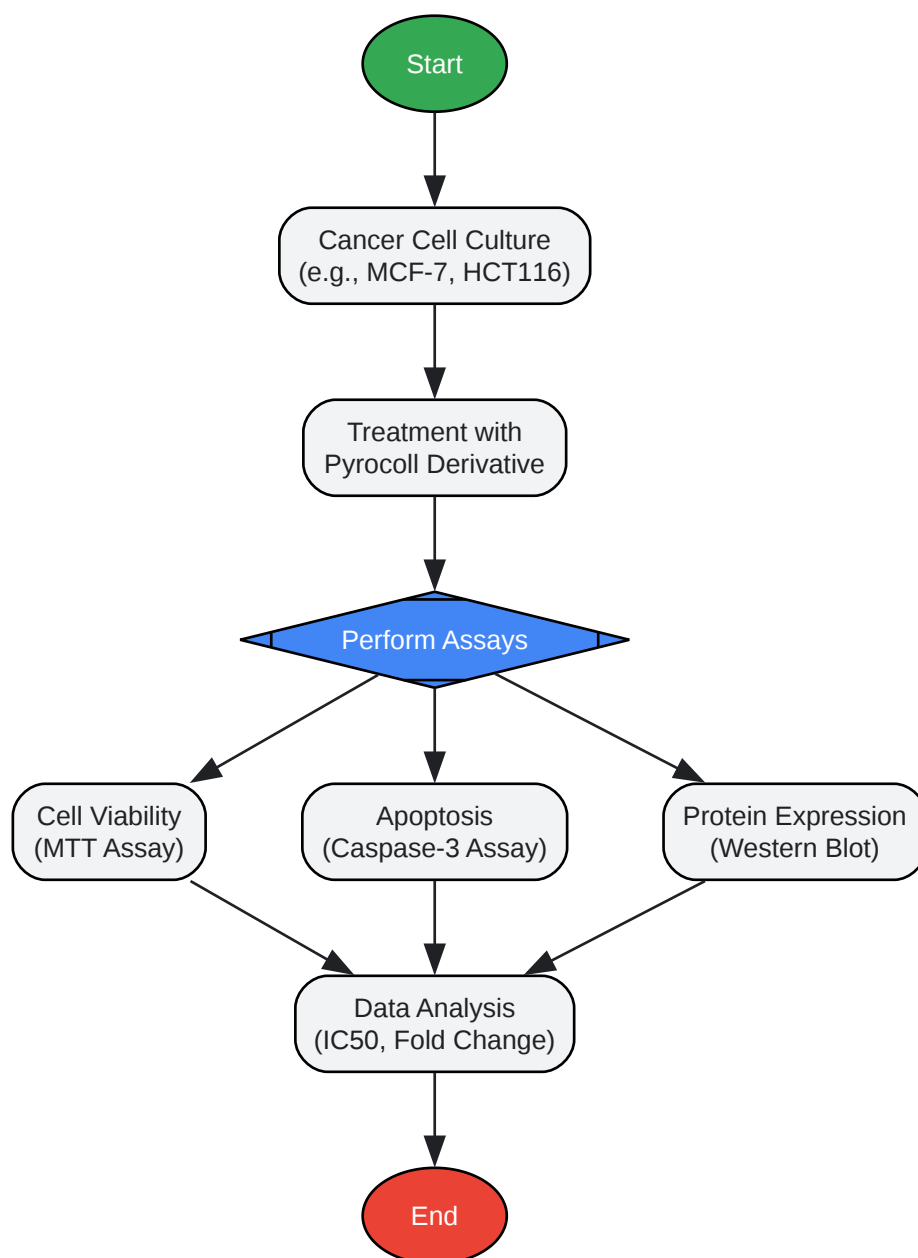 Start
Cancer Cell Culture
(e.g., MCF-7, HCT116)
Treatment with
Pyrocoll Derivative
Perform Assays
Cell Viability
(MTT Assay)
Apoptosis
(Caspase-3 Assay)
Protein Expression
(Western Blot)
Data Analysis
(IC50, Fold Change)
End